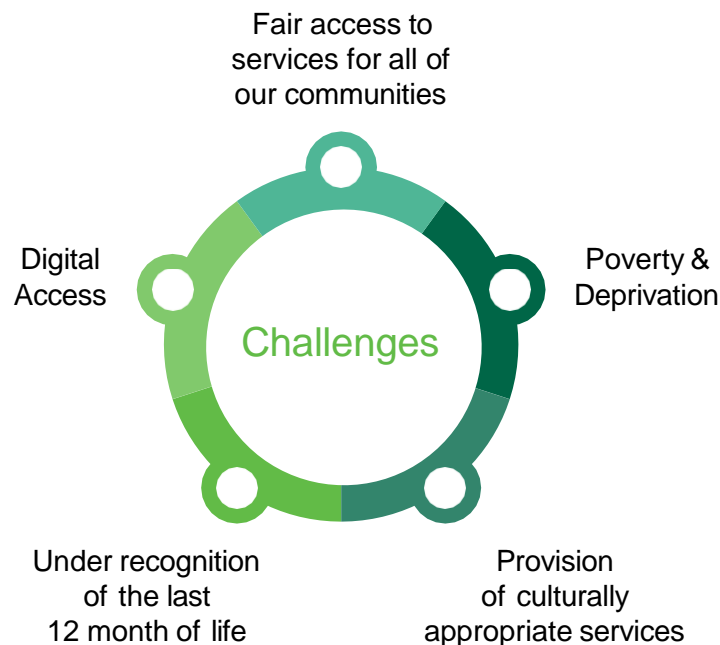 Fair access to
services for all of
our communities
Digital
Access
Poverty &
Deprivation
Challenges
Under recognition
of the last
12 month of life
Provision
of culturally
appropriate services